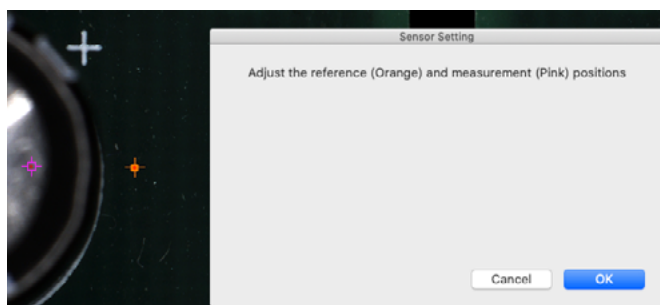 Sensor Setting
Adjust the reference (Orange) and measurement (Pink) positions
Cancel
OK